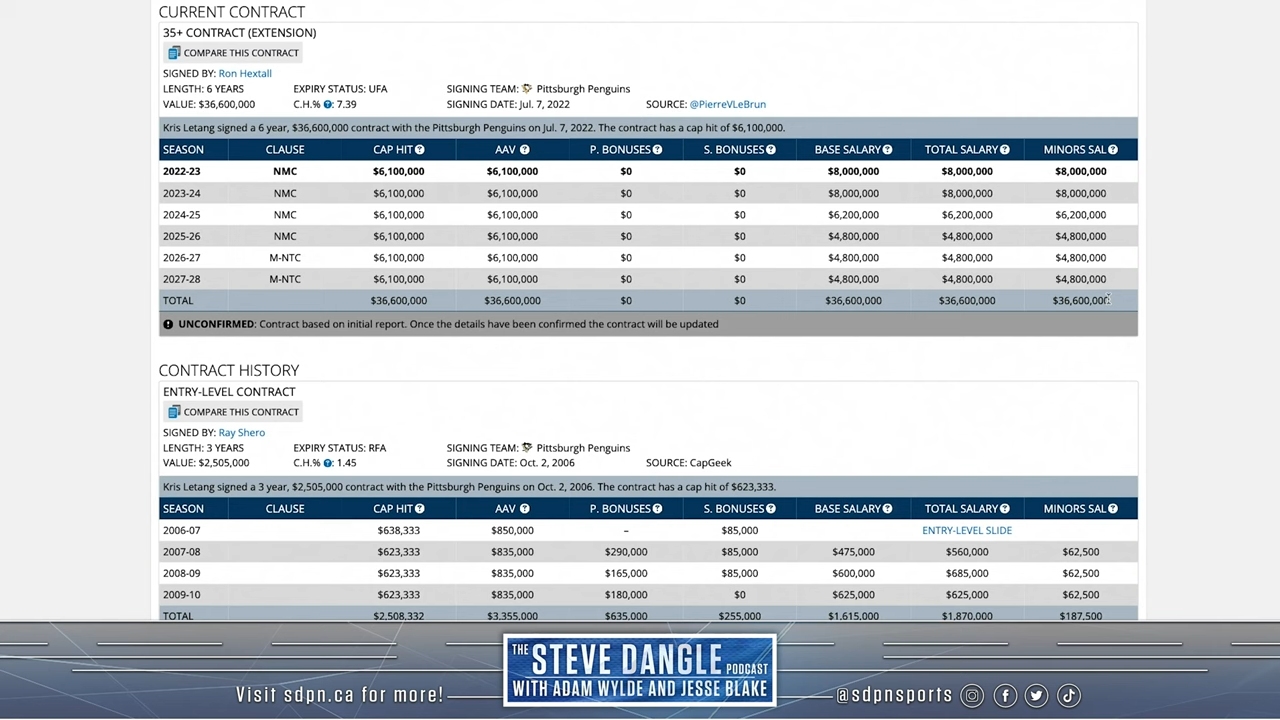 CURRENT CONTRACT
35+ CONTRACT (EXTENSION)
COMPARE THIS CONTRACT
SIGNED BY: Ron Hextall
LENGTH: 6 YEARS EXPIRY STATUS: UFA SIGNING TEAM: Pittsburgh Penguins
VALUE: $36,600,000 C.H.% ?: 7.39 SIGNING DATE: Jul. 7, 2022 SOURCE: @PierreVLeBrun
Kris Letang signed a 6 year, $36,600,000 contract with the Pittsburgh Penguins on Jul. 7, 2022. The contract has a cap hit of $6,100,000.
SEASON CLAUSE CAP HIT ? AAV ? P. BONUSES ? S. BONUSES ? BASE SALARY ? TOTAL SALARY ? MINORS SAL ?
2022-23 NMC $6,100,000 $6,100,000 $0 $0 $8,000,000 $8,000,000 $8,000,000
2023-24 NMC $6,100,000 $6,100,000 $0 $0 $8,000,000 $8,000,000 $8,000,000
2024-25 NMC $6,100,000 $6,100,000 $0 $0 $6,200,000 $6,200,000 $6,200,000
2025-26 NMC $6,100,000 $6,100,000 $0 $0 $4,800,000 $4,800,000 $4,800,000
2026-27 M-NTC $6,100,000 $6,100,000 $0 $0 $4,800,000 $4,800,000 $4,800,000
2027-28 M-NTC $6,100,000 $6,100,000 $0 $0 $4,800,000 $4,800,000 $4,800,000
TOTAL $36,600,000 $36,600,000 $0 $0 $36,600,000 $36,600,000 $36,600,000
! UNCONFIRMED: Contract based on initial report. Once the details have been confirmed the contract will be updated
CONTRACT HISTORY
ENTRY-LEVEL CONTRACT
COMPARE THIS CONTRACT
SIGNED BY: Ray Shero
LENGTH: 3 YEARS EXPIRY STATUS: RFA SIGNING TEAM: Pittsburgh Penguins
VALUE: $2,505,000 C.H.% ?: 1.45 SIGNING DATE: Oct. 2, 2006 SOURCE: CapGeek
Kris Letang signed a 3 year, $2,505,000 contract with the Pittsburgh Penguins on Oct. 2, 2006. The contract has a cap hit of $623,333.
SEASON CLAUSE CAP HIT ? AAV ? P. BONUSES ? S. BONUSES ? BASE SALARY ? TOTAL SALARY ? MINORS SAL ?
2006-07 $638,333 $850,000 – $85,000 ENTRY-LEVEL SLIDE
2007-08 $623,333 $835,000 $290,000 $85,000 $475,000 $560,000 $62,500
2008-09 $623,333 $835,000 $165,000 $85,000 $600,000 $685,000 $62,500
2009-10 $623,333 $835,000 $180,000 $0 $625,000 $625,000 $62,500
TOTAL $2,508,332 $3,355,000 $635,000 $255,000 $1,615,000 $1,870,000 $187,500
THE STEVE DANGLE PODCAST
WITH ADAM WYLDE AND JESSE BLAKE
Visit sdpn.ca for more!
@sdpnsports